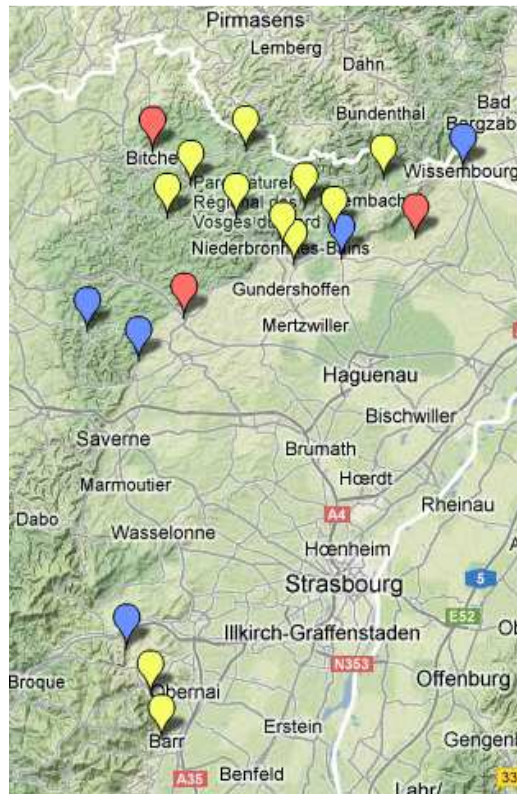 Pirmasens
Lemberg
Dahn
Bundenthal
Bad
Bitche
Wissembourg
Parc Naturel
Régional des
Vosges du Nord
Niederbronn-les-Bains
Gundershoffen
Mertzwiller
Haguenau
Bischwiller
Saverne
Brumath
Marmoutier
Hœrdt
Rheinau
Dabo
A4
Wasselonne
Hœnheim
5
Strasbourg
E52
Illkirch-Graffenstaden
N353
Broque
Obernai
Offenburg
Erstein
Barr
A35
Benfeld
Lahr/
33